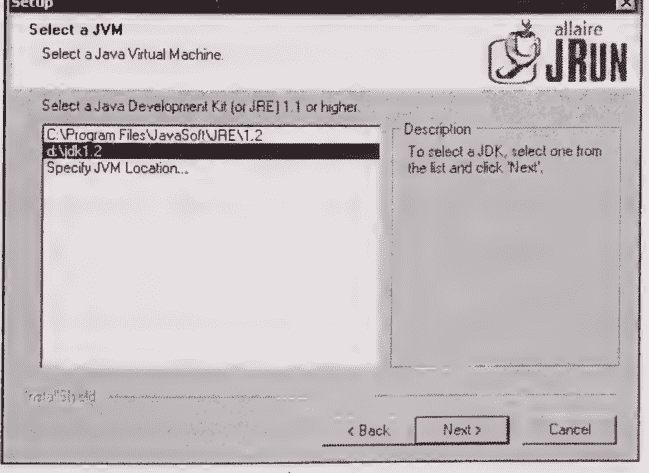 Setup
Select a JVM
Select a Java Virtual Machine.
allaire
JRUN
Select a Java Development Kit (or JRE) 1.1 or higher.
C:\Program Files\JavaSoft\JRE\1.2
d:\jdk1.2
Specify JVM Location...
Description
To select a JDK, select one from
the list and click 'Next'.
InstallShield
< Back
Next >
Cancel